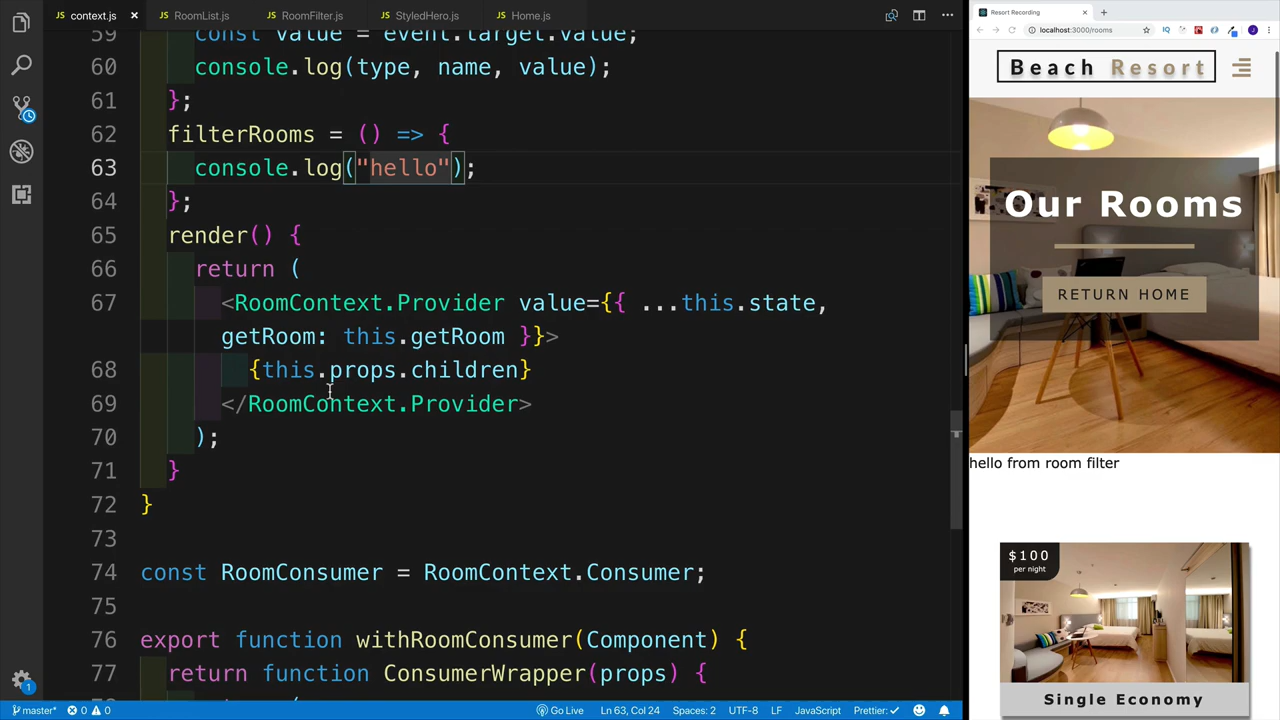 context.js
RoomList.js
RoomFilter.js
StyledHero.js
Home.js
59 const value = event.target.value;
60 console.log(type, name, value);
61 };
62 filterRooms = () => {
63 console.log("hello");
64 };
65 render() {
66 return (
67 <RoomContext.Provider value={{ ...this.state,
getRoom: this.getRoom }}>
68 {this.props.children}
69 </RoomContext.Provider>
70 );
71 }
72 }
73
74 const RoomConsumer = RoomContext.Consumer;
75
76 export function withRoomConsumer(Component) {
77 return function ConsumerWrapper(props) {
master*
0
0
Go Live
Ln 63, Col 24
Spaces: 2
UTF-8
LF
JavaScript
Prettier: ✓
1
Resort Recording
localhost:3000/rooms
IQ
J
Beach Resort
Our Rooms
RETURN HOME
hello from room filter
$100
per night
Single Economy